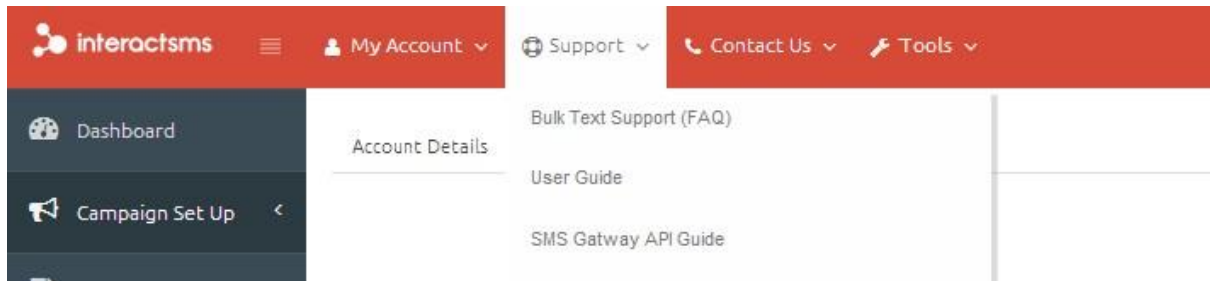 interactsms
My Account
Support
Contact Us
Tools
Dashboard
Account Details
Campaign Set Up
Bulk Text Support (FAQ)
User Guide
SMS Gatway API Guide